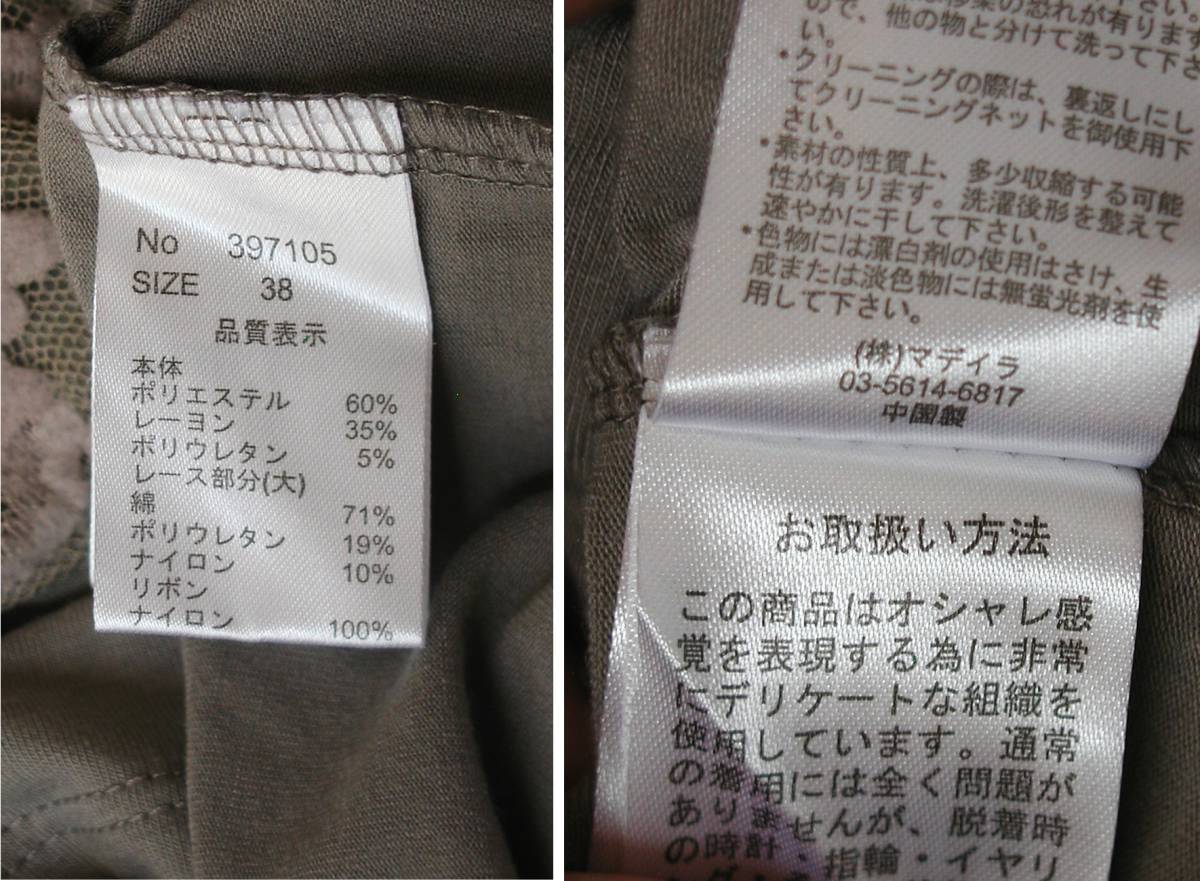 No 397105
SIZE 38
品質表示
本体
ポリエステル 60%
レーヨン 35%
ポリウレタン 5%
レース部分(大)
綿 71%
ポリウレタン 19%
ナイロン 10%
リボン
ナイロン 100%
の恐れが有ります
ので、他の物と分けて洗って下さ
い。
•クリーニングの際は、裏返しにし
てクリーニングネットを御使用下
さい。
•素材の性質上、多少収縮する可能
性が有ります。洗濯後形を整えて
速やかに干して下さい。
•色物には漂白剤の使用はさけ、生
成または淡色物には無蛍光剤を使
用して下さい。
(株)マデイラ
03-5614-6817
中國製
お取扱い方法
この商品はオシャレ感
覚を表現する為に非常
にデリケートな組織を
使用しています。通常
の着用には全く問題が
ありませんが、脱着時
の時計・指輪・イヤリ